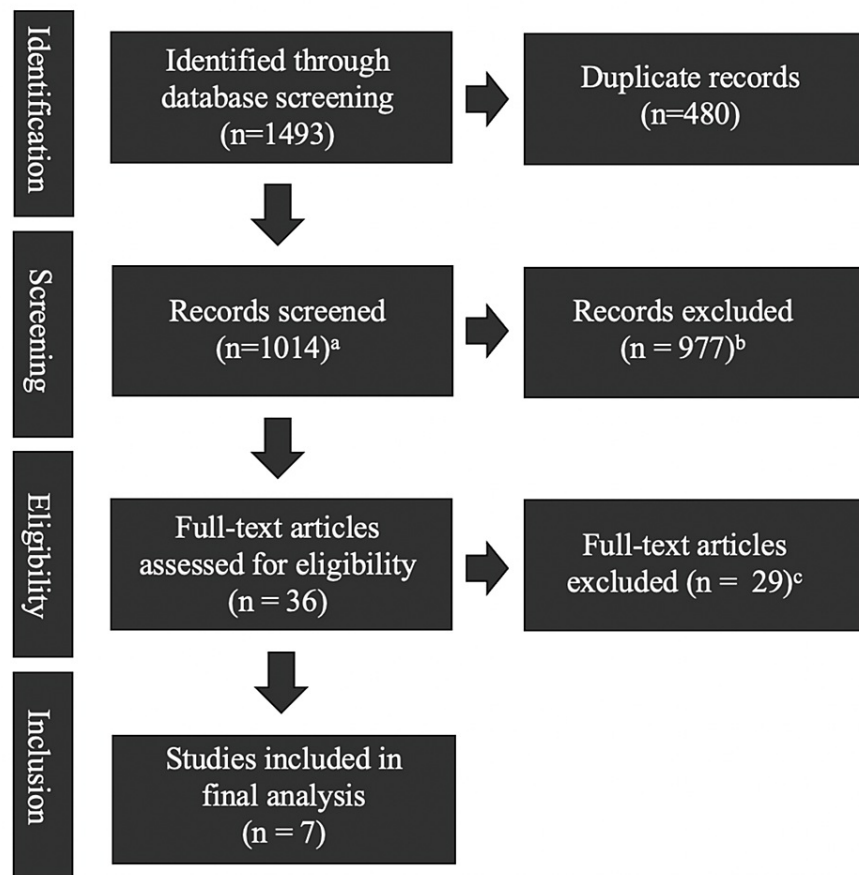 Identification
Identified through
database screening
(n=1493)
Duplicate records
(n=480)
Screening
Records screened
(n=1014)ᵃ
Records excluded
(n = 977)ᵇ
Eligibility
Full-text articles
assessed for eligibility
(n = 36)
Full-text articles
excluded (n =  29)ᶜ
Inclusion
Studies included in
final analysis
(n = 7)